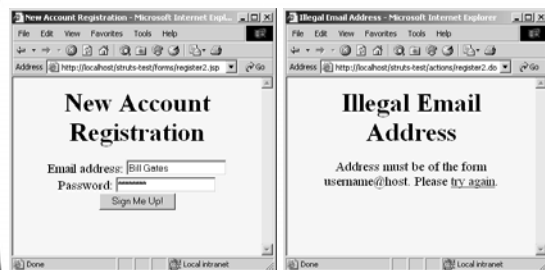 New Account Registration - Microsoft Internet Expl...
File Edit View Favorites Tools Help
Address http://localhost/struts-test/forms/register2.jsp Go
New Account
Registration
Email address: Bill Gates
Password: ********
Sign Me Up!
Done Local intranet
Illegal Email Address - Microsoft Internet Explorer
File Edit View Favorites Tools Help
Address http://localhost/struts-test/actions/register2.do Go
Illegal Email
Address
Address must be of the form
username@host. Please try again.
Done Local intranet